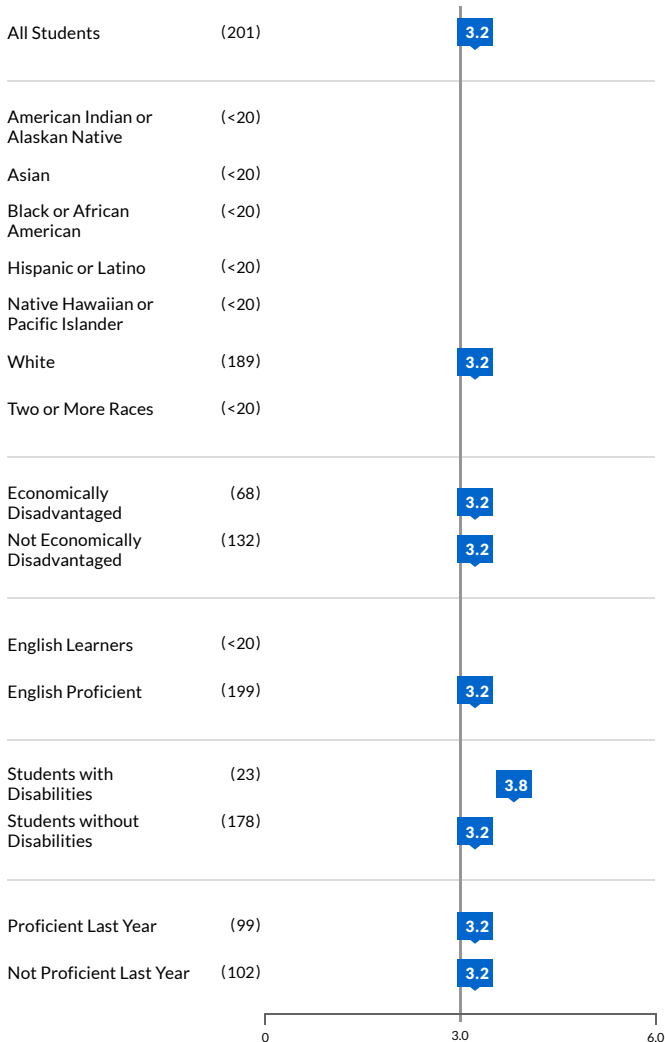 All Students (201) 3.2
American Indian or (<20)
Alaskan Native
Asian (<20)
Black or African (<20)
American
Hispanic or Latino (<20)
Native Hawaiian or (<20)
Pacific Islander
White (189) 3.2
Two or More Races (<20)
Economically (68) 3.2
Disadvantaged
Not Economically (132) 3.2
Disadvantaged
English Learners (<20)
English Proficient (199) 3.2
Students with (23) 3.8
Disabilities
Students without (178) 3.2
Disabilities
Proficient Last Year (99) 3.2
Not Proficient Last Year (102) 3.2
0 3.0 6.0